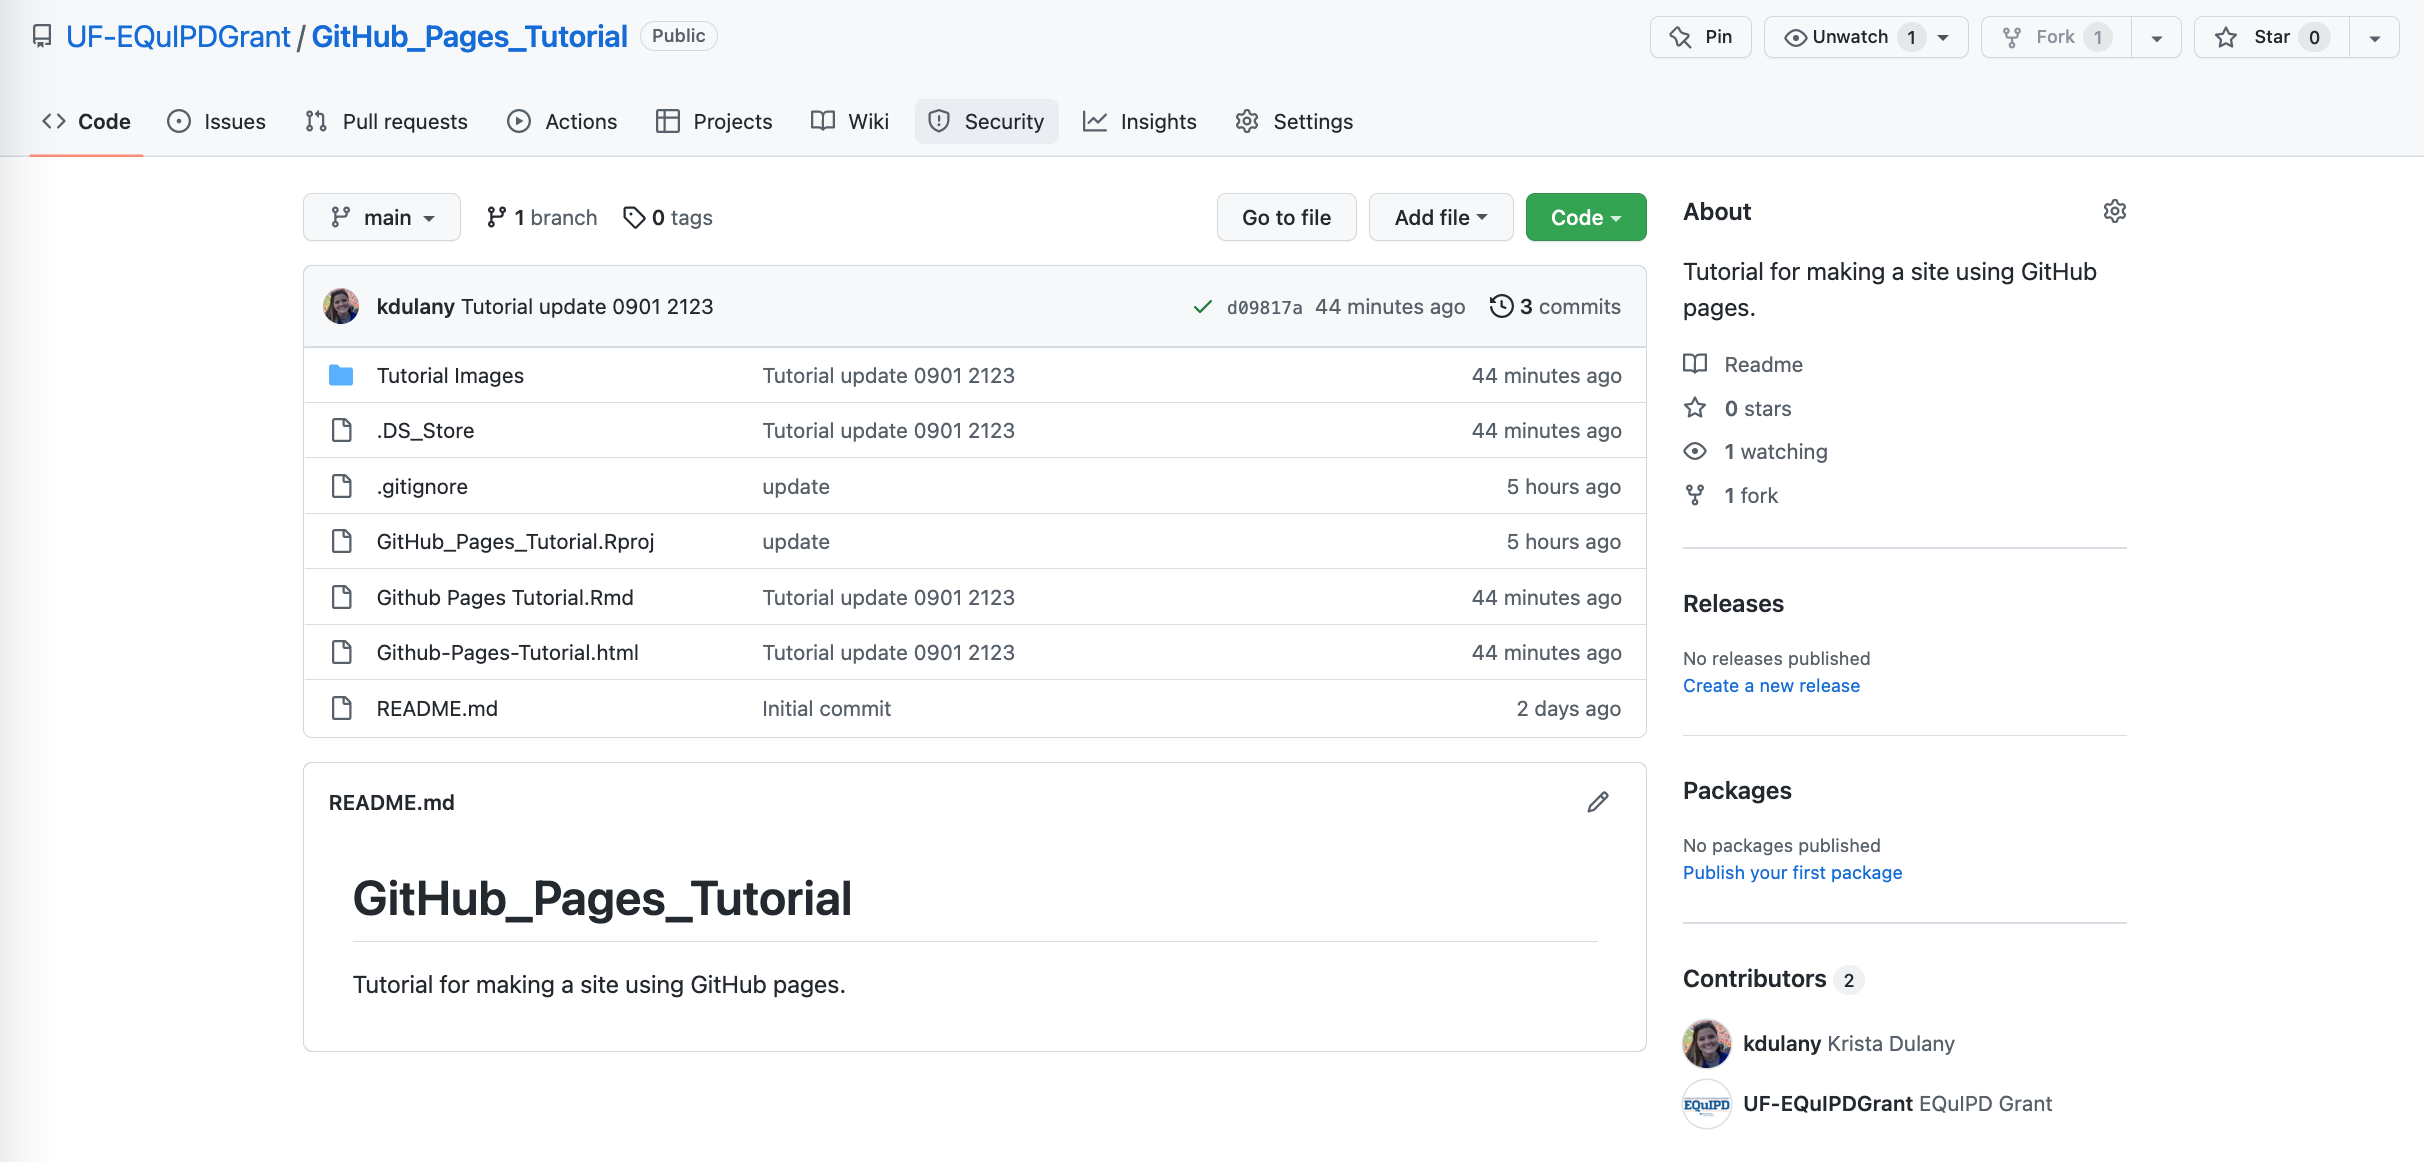 UF-EQuIPDGrant / GitHub_Pages_Tutorial Public
Pin Unwatch 1 Fork 1 Star 0
Code Issues Pull requests Actions Projects Wiki Security Insights Settings
main 1 branch 0 tags Go to file Add file Code
kdulany Tutorial update 0901 2123 d09817a 44 minutes ago 3 commits
Tutorial Images Tutorial update 0901 2123 44 minutes ago
.DS_Store Tutorial update 0901 2123 44 minutes ago
.gitignore update 5 hours ago
GitHub_Pages_Tutorial.Rproj update 5 hours ago
Github Pages Tutorial.Rmd Tutorial update 0901 2123 44 minutes ago
Github-Pages-Tutorial.html Tutorial update 0901 2123 44 minutes ago
README.md Initial commit 2 days ago
README.md
GitHub_Pages_Tutorial
Tutorial for making a site using GitHub pages.
About
Tutorial for making a site using GitHub
pages.
Readme
0 stars
1 watching
1 fork
Releases
No releases published
Create a new release
Packages
No packages published
Publish your first package
Contributors 2
kdulany Krista Dulany
EQuIPD UF-EQuIPDGrant EQuIPD Grant